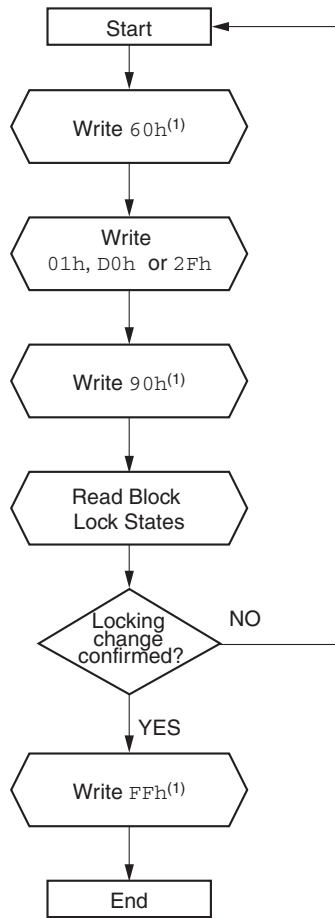 Start
Write 60h(1)
Write
01h, D0h or 2Fh
Write 90h(1)
Read Block
Lock States
Locking
change
confirmed?
NO
YES
Write FFh(1)
End